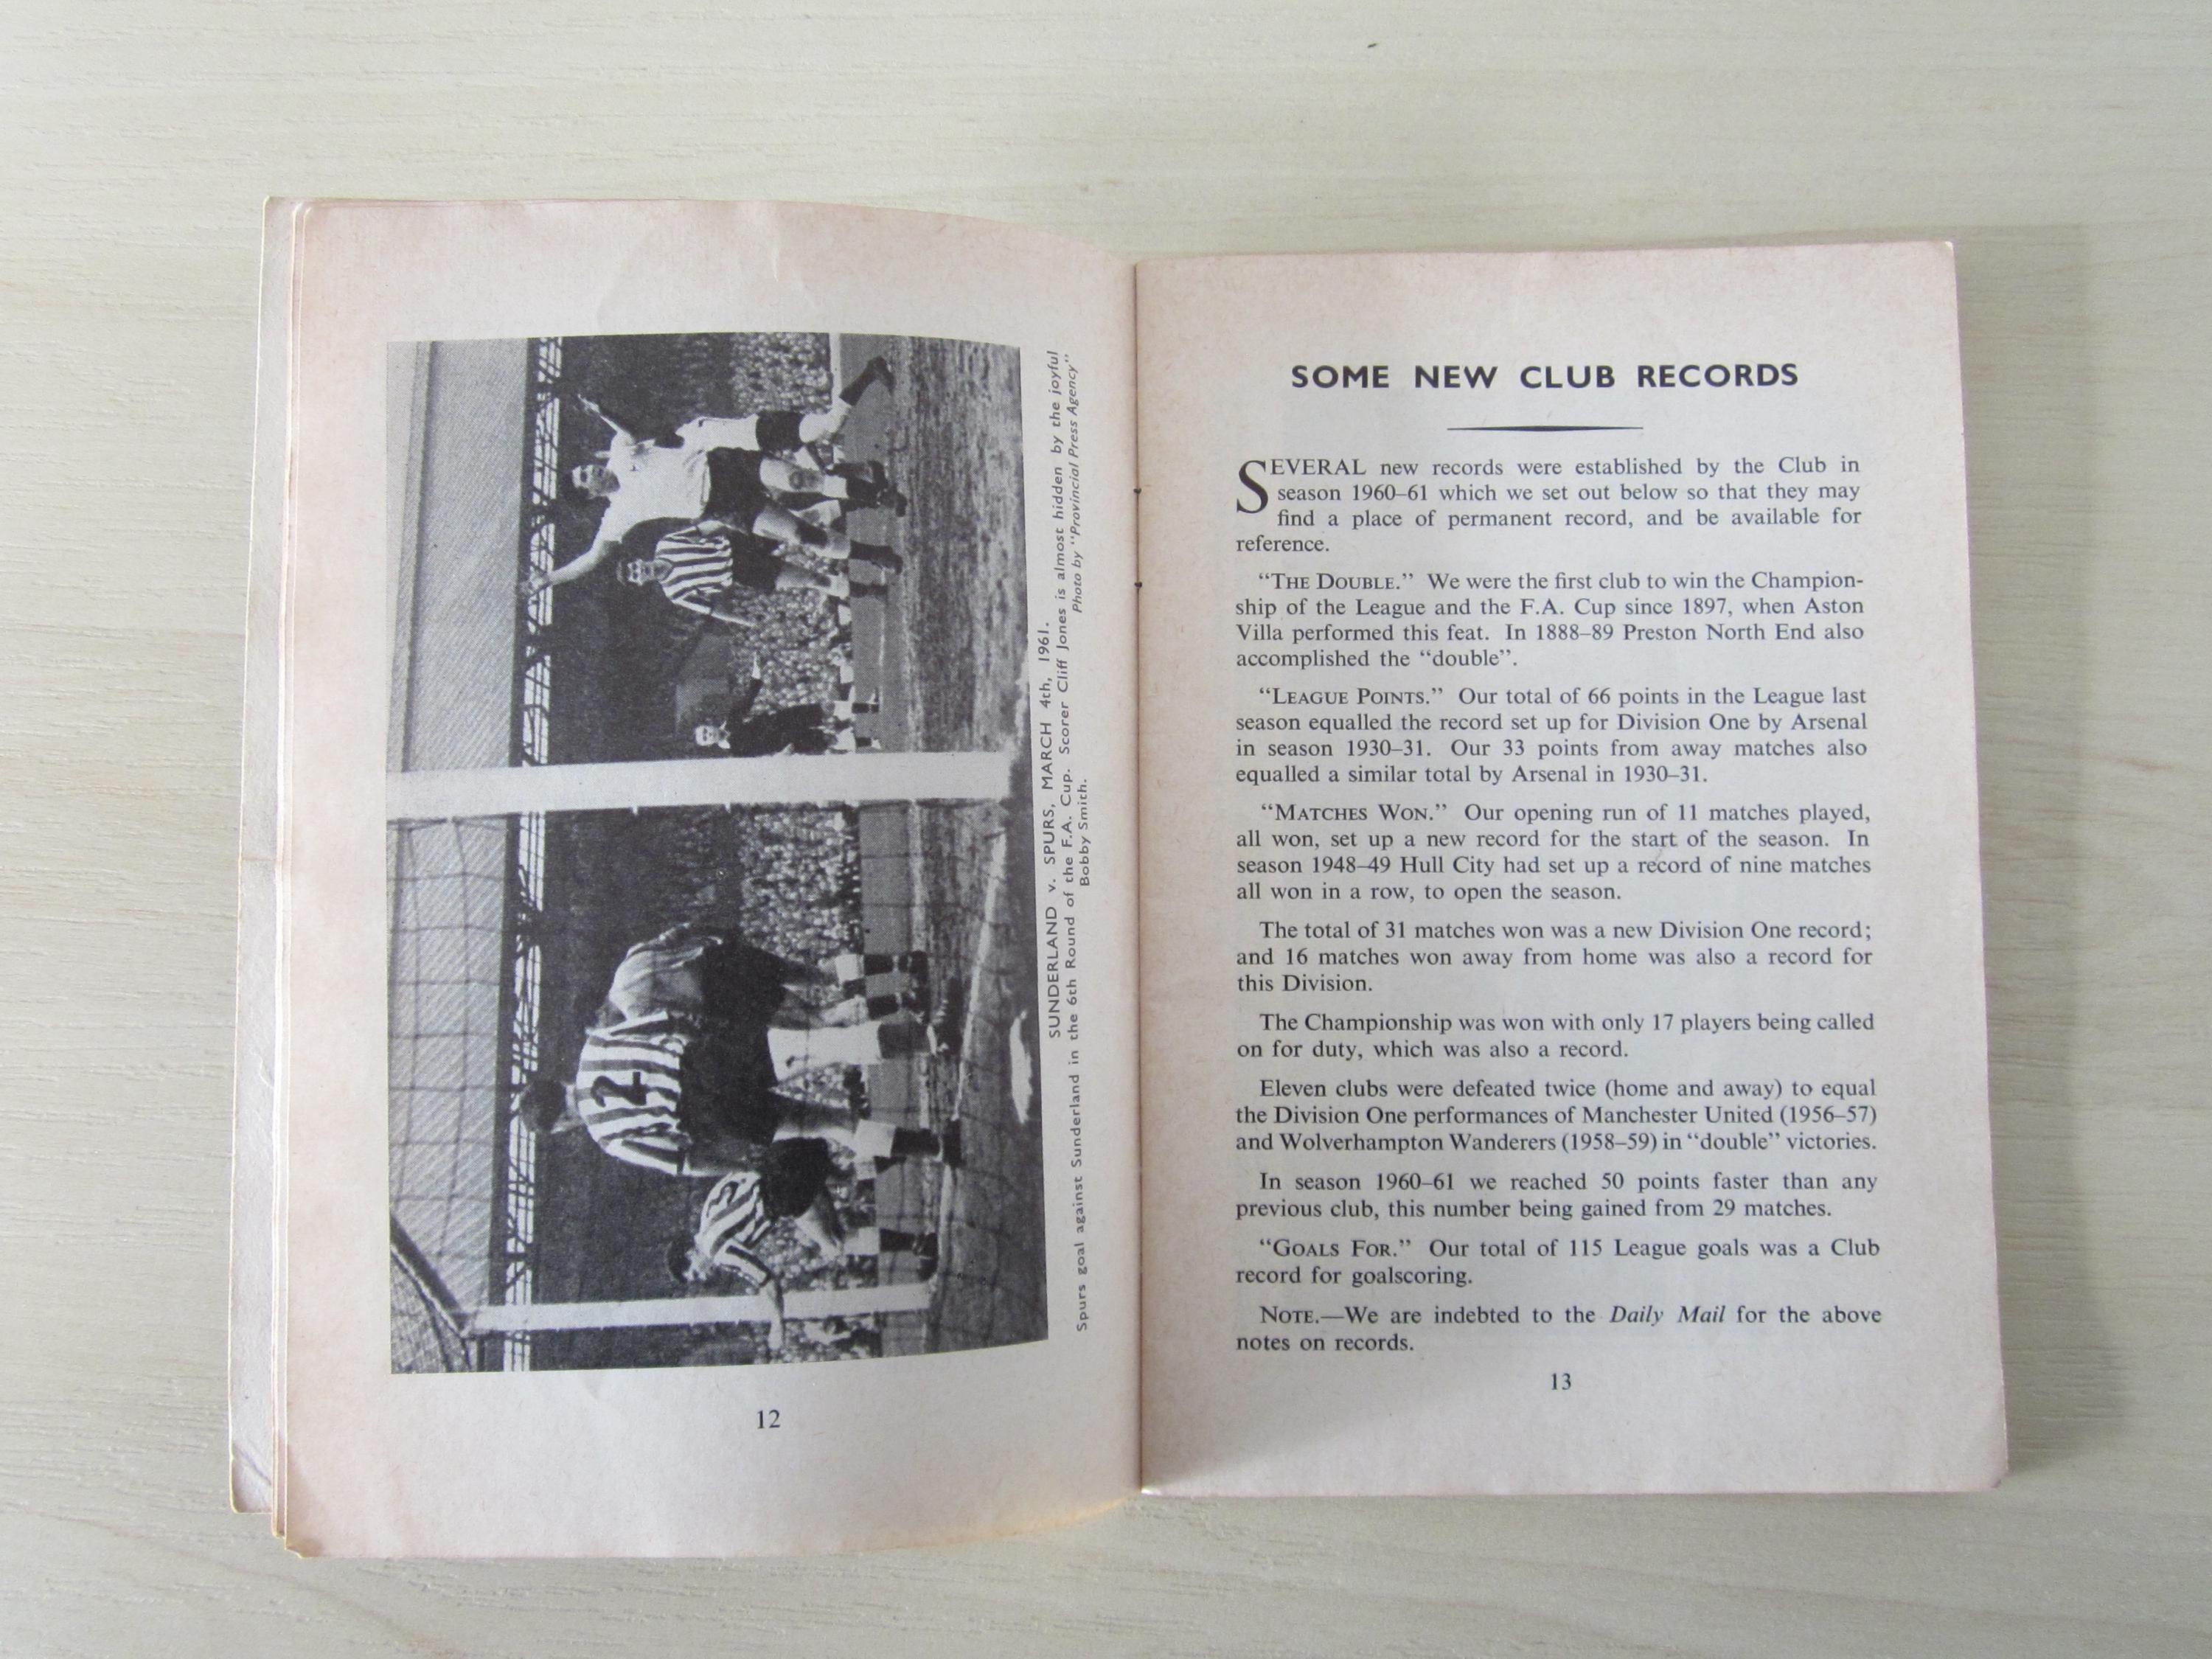 SUNDERLAND v. SPURS, MARCH 4th, 1961.
Spurs goal against Sunderland in the 6th Round of the F.A. Cup. Scorer Cliff Jones is almost hidden by the joyful
Bobby Smith.
Photo by "Provincial Press Agency"
2
12
SOME NEW CLUB RECORDS
SEVERAL new records were established by the Club in
season 1960–61 which we set out below so that they may
find a place of permanent record, and be available for
reference.
"THE DOUBLE." We were the first club to win the Champion-
ship of the League and the F.A. Cup since 1897, when Aston
Villa performed this feat. In 1888–89 Preston North End also
accomplished the "double".
"LEAGUE POINTS." Our total of 66 points in the League last
season equalled the record set up for Division One by Arsenal
in season 1930–31. Our 33 points from away matches also
equalled a similar total by Arsenal in 1930–31.
"MATCHES WON." Our opening run of 11 matches played,
all won, set up a new record for the start of the season. In
season 1948–49 Hull City had set up a record of nine matches
all won in a row, to open the season.
The total of 31 matches won was a new Division One record;
and 16 matches won away from home was also a record for
this Division.
The Championship was won with only 17 players being called
on for duty, which was also a record.
Eleven clubs were defeated twice (home and away) to equal
the Division One performances of Manchester United (1956–57)
and Wolverhampton Wanderers (1958–59) in "double" victories.
In season 1960–61 we reached 50 points faster than any
previous club, this number being gained from 29 matches.
"GOALS FOR." Our total of 115 League goals was a Club
record for goalscoring.
NOTE.—We are indebted to the Daily Mail for the above
notes on records.
13